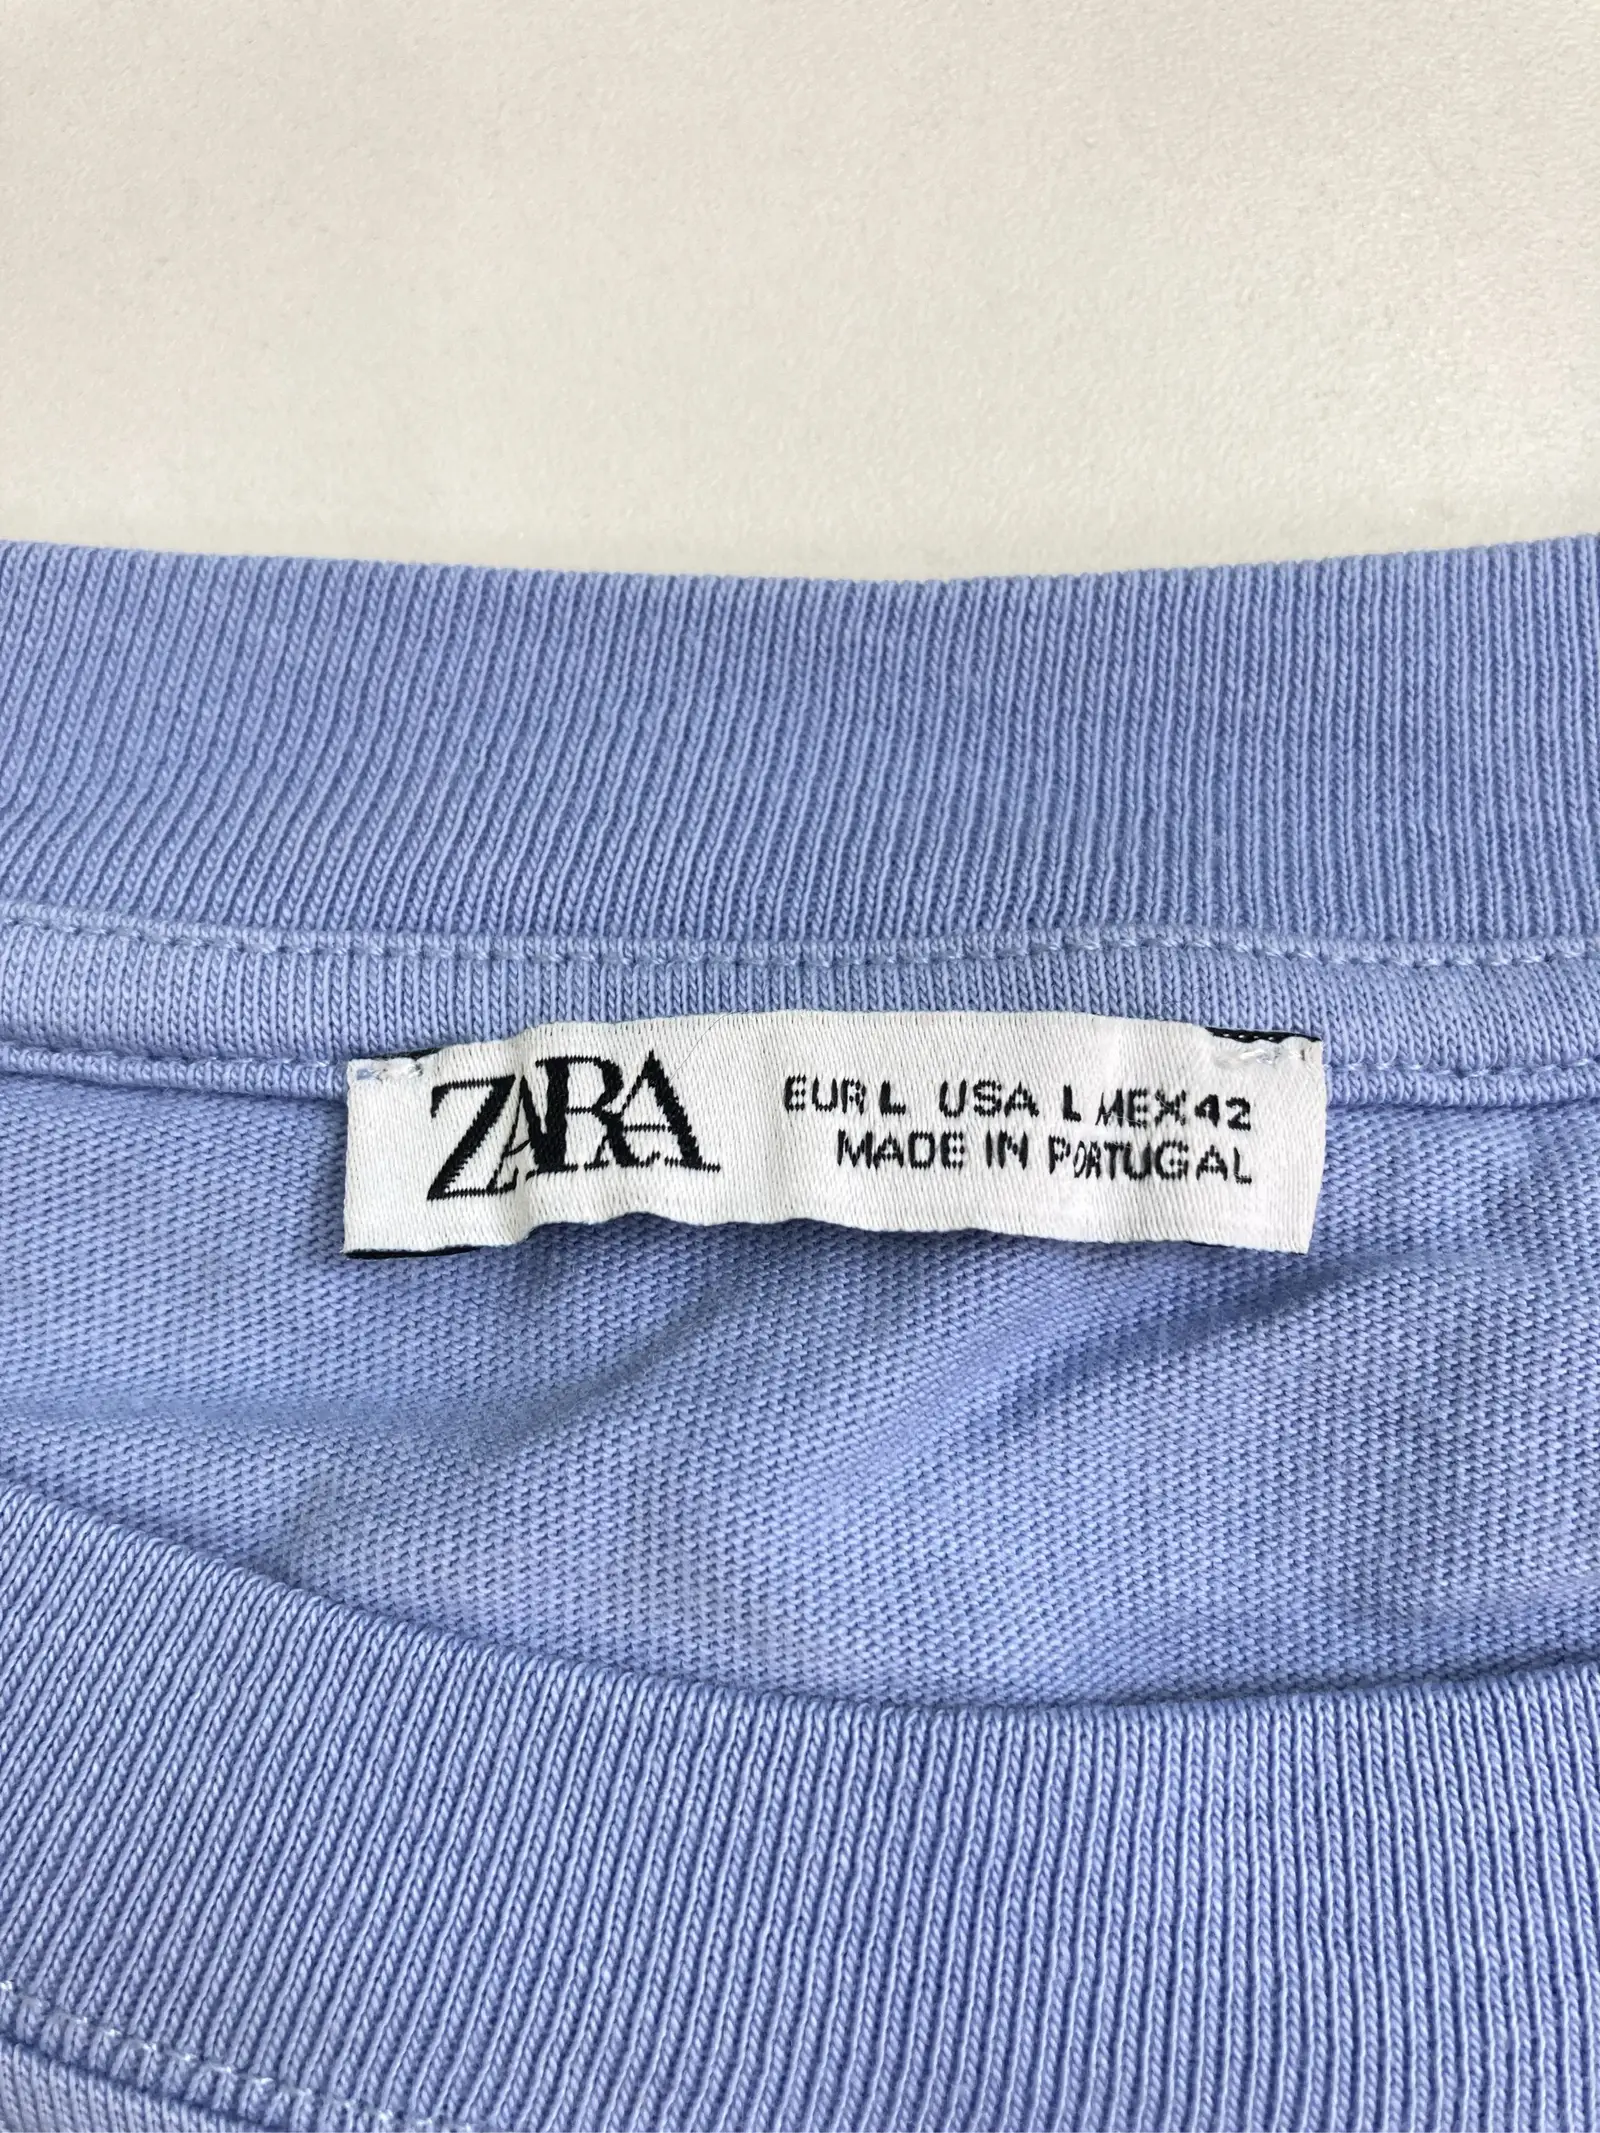 ZARA
EUR L USA L MEX 42
MADE IN PORTUGAL